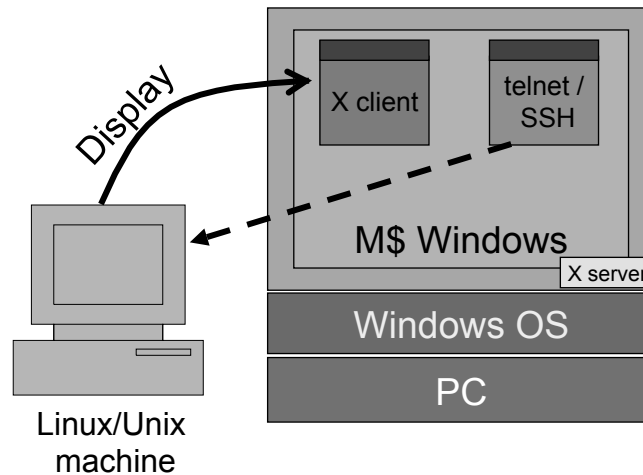 Display
X client
telnet /
SSH
M$ Windows
X server
Windows OS
PC
Linux/Unix
machine